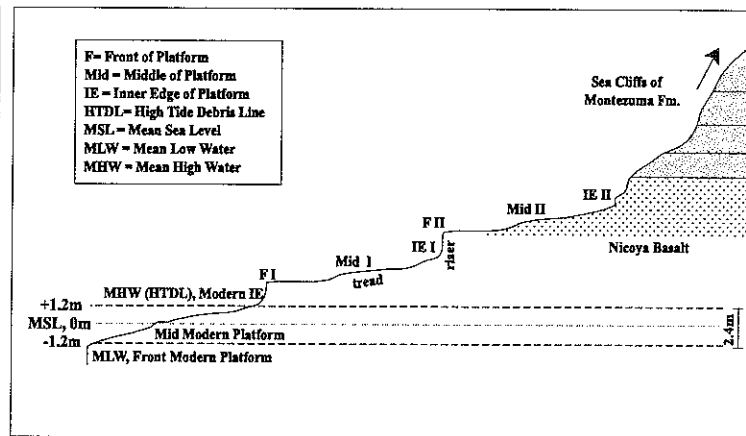 F= Front of Platform
Mid = Middle of Platform
IE = Inner Edge of Platform
HTDL= High Tide Debris Line
MSL= Mean Sea Level
MLW = Mean Low Water
MHW = Mean High Water
Sea Cliffs of
Montezuma Fm.
IE II
Mid II
F II
Nicoya Basalt
IE I
riser
Mid I
tread
F I
MHW (HTDL), Modern IE
+1.2m
MSL, 0m
Mid Modern Platform
-1.2m
2.4m
MLW, Front Modern Platform